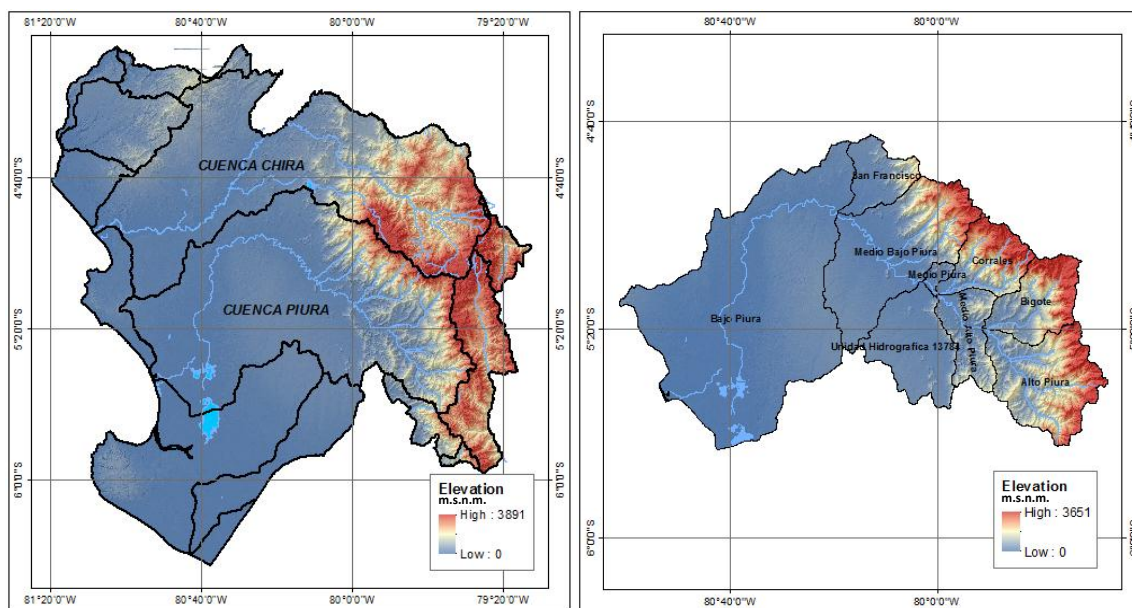 81°20'0"W 80°40'0"W 80°0'0"W 79°20'0"W
4°40'0"S
5°20'0"S
6°0'0"S
CUENCA CHIRA
CUENCA PIURA
4°40'0"S
5°20'0"S
6°0'0"S
Elevation
m.s.n.m.
High : 3891
Low : 0
81°20'0"W 80°40'0"W 80°0'0"W 79°20'0"W
80°40'0"W 80°0'0"W
4°40'0"S
San Francisco
Medio Bajo Piura
Corrales
Medio Piura
Bigote
Bajo Piura
Medio Alto Piura
Unidad Hidrografica 13784
Alto Piura
5°20'0"S
6°0'0"S
Elevation
m.s.n.m.
High : 3651
Low : 0
80°40'0"W 80°0'0"W